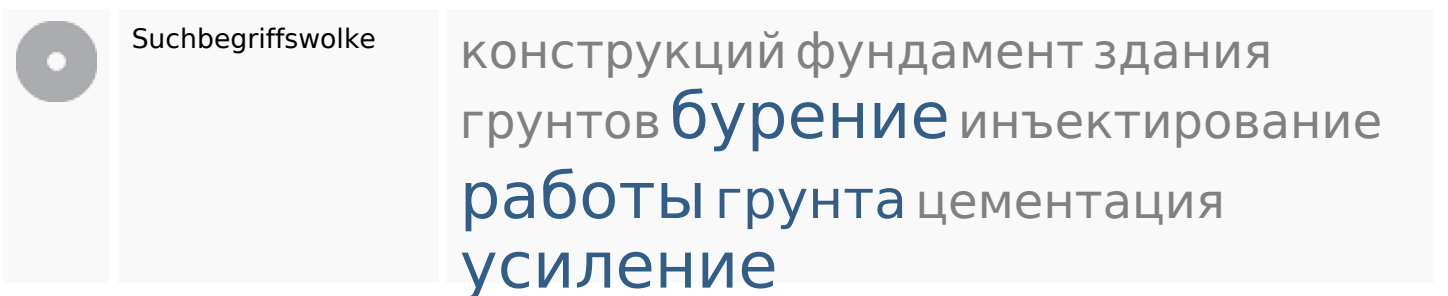 Suchbegriffswolke
конструкций фундамент здания
грунтов бурение инъектирование
работы грунта цементация
усиление